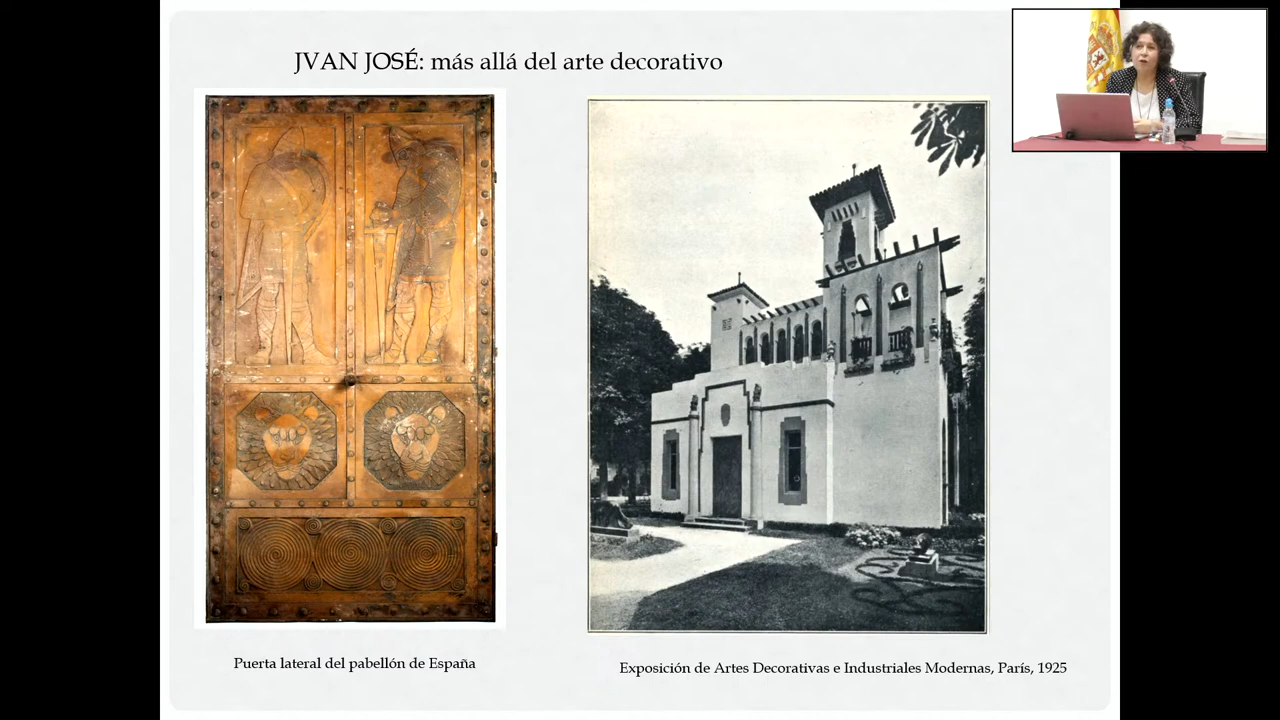 JVAN JOSÉ: más allá del arte decorativo
Puerta lateral del pabellón de España
Exposición de Artes Decorativas e Industriales Modernas, París, 1925